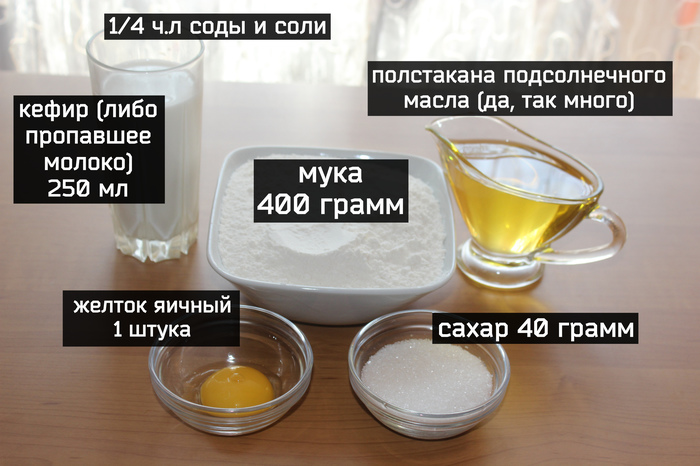 1/4 ч.л соды и соли
полстакана подсолнечного
масла (да, так много)
кефир (либо
пропавшее
молоко)
250 мл
мука
400 грамм
желток яичный
1 штука
сахар 40 грамм